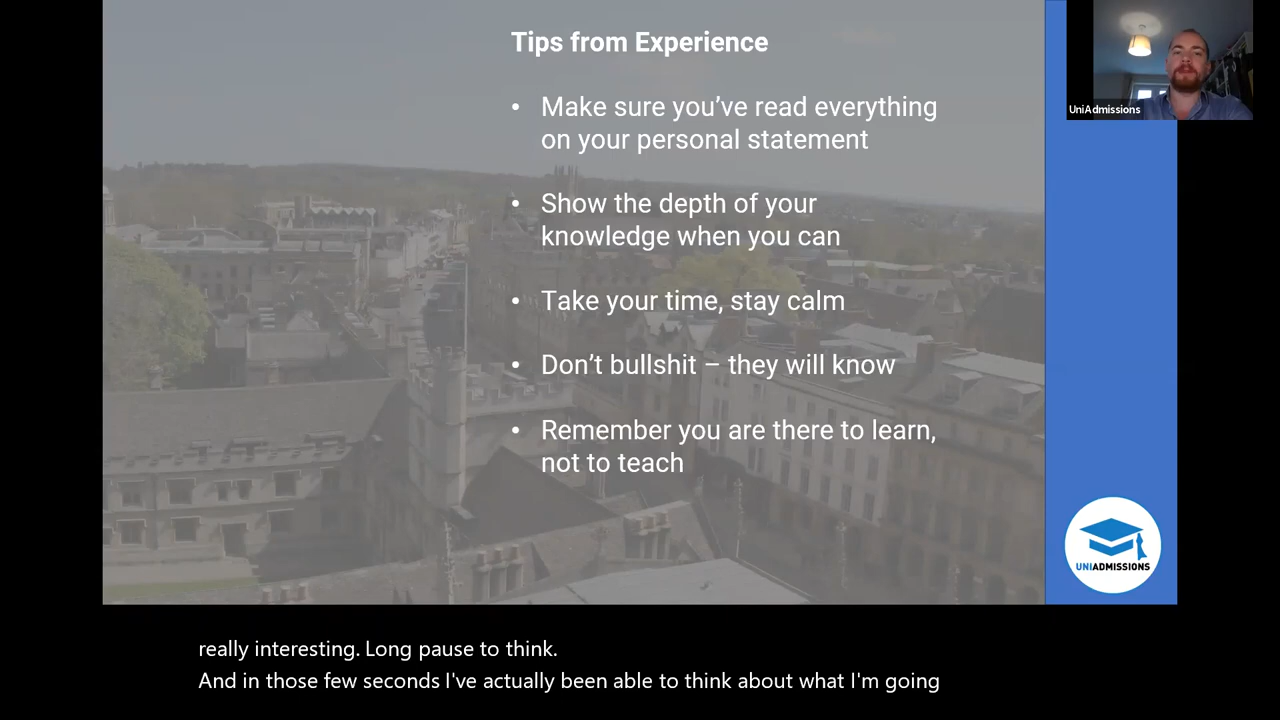 Tips from Experience
• Make sure you’ve read everything
on your personal statement
• Show the depth of your
knowledge when you can
• Take your time, stay calm
• Don’t bullshit – they will know
• Remember you are there to learn,
not to teach
UniAdmissions
UNIADMISSIONS
really interesting. Long pause to think.
And in those few seconds I've actually been able to think about what I'm going